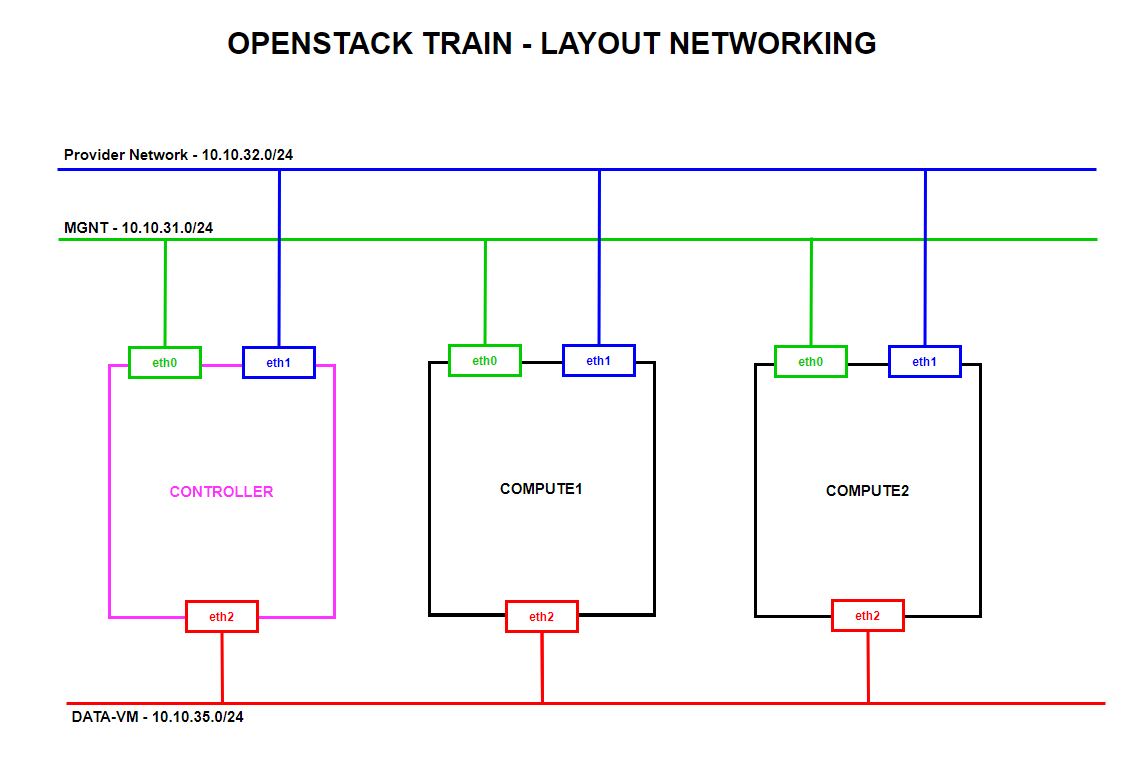 OPENSTACK TRAIN - LAYOUT NETWORKING
Provider Network - 10.10.32.0/24
MGNT - 10.10.31.0/24
eth0
eth1
eth0
eth1
eth0
eth1
CONTROLLER
COMPUTE1
COMPUTE2
eth2
eth2
eth2
DATA-VM - 10.10.35.0/24